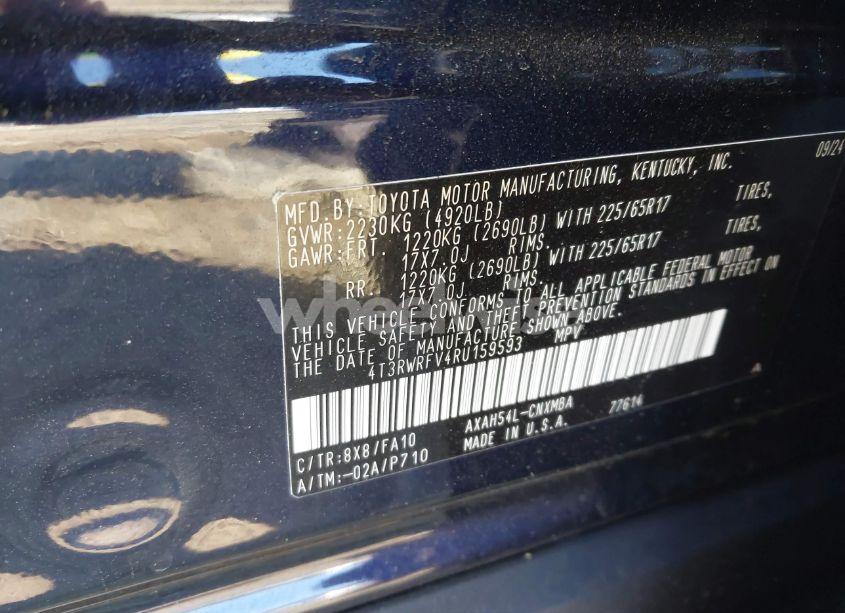 09/24
MFD.BY:TOYOTA MOTOR MANUFACTURING, KENTUCKY, INC.
GVWR:2230KG (4920LB)
GAWR:FRT. 1220KG (2690LB) WITH 225/65R17 TIRES,
17X7.0J RIMS.
RR. 1220KG (2690LB) WITH 225/65R17 TIRES,
17X7.0J RIMS.
THIS VEHICLE CONFORMS TO ALL APPLICABLE FEDERAL MOTOR
VEHICLE SAFETY AND THEFT PREVENTION STANDARDS IN EFFECT ON
THE DATE OF MANUFACTURE SHOWN ABOVE.
4T3RWRFV4RU159593 MPV
A
C/TR:8X8/FA10 AXAH54L-CNXMBA 77614
A/TM:-02A/P710 MADE IN U.S.A.